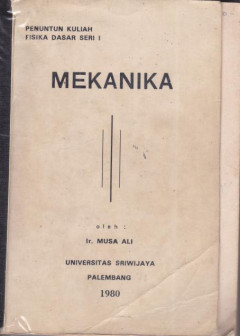 PENUNTUN KULIAH
FISIKA DASAR SERI I
MEKANIKA
oleh :
Ir. MUSA ALI
UNIVERSITAS SRIWIJAYA
PALEMBANG
1980